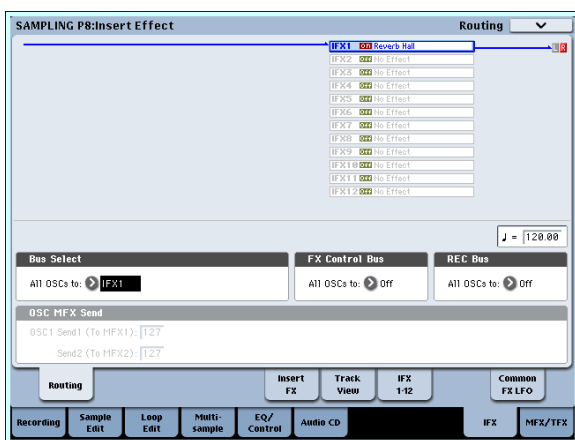 SAMPLING P8:Insert Effect Routing
IFX1 On Reverb Hall L R
IFX2 Off No Effect
IFX3 Off No Effect
IFX4 Off No Effect
IFX5 Off No Effect
IFX6 Off No Effect
IFX7 Off No Effect
IFX8 Off No Effect
IFX9 Off No Effect
IFX10 Off No Effect
IFX11 Off No Effect
IFX12 Off No Effect
♩ = 120.00
Bus Select FX Control Bus REC Bus
All OSCs to: IFX1 All OSCs to: Off All OSCs to: Off
OSC MFX Send
OSC1 Send1 (To MFX1): 127
Send2 (To MFX2): 127
Routing Insert FX Track View IFX 1-12 Common FX LFO
Recording Sample Edit Loop Edit Multi-sample EQ/Control Audio CD IFX MFX/TFX